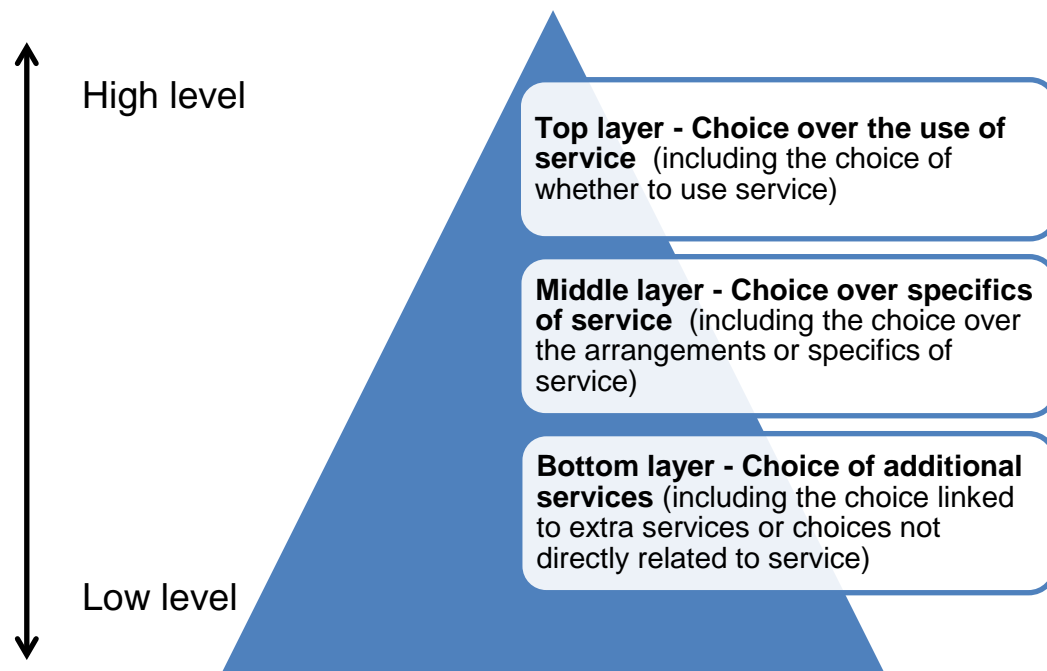 High level
Top layer - Choice over the use of
service (including the choice of
whether to use service)
Middle layer - Choice over specifics
of service (including the choice over
the arrangements or specifics of
service)
Bottom layer - Choice of additional
services (including the choice linked
to extra services or choices not
directly related to service)
Low level